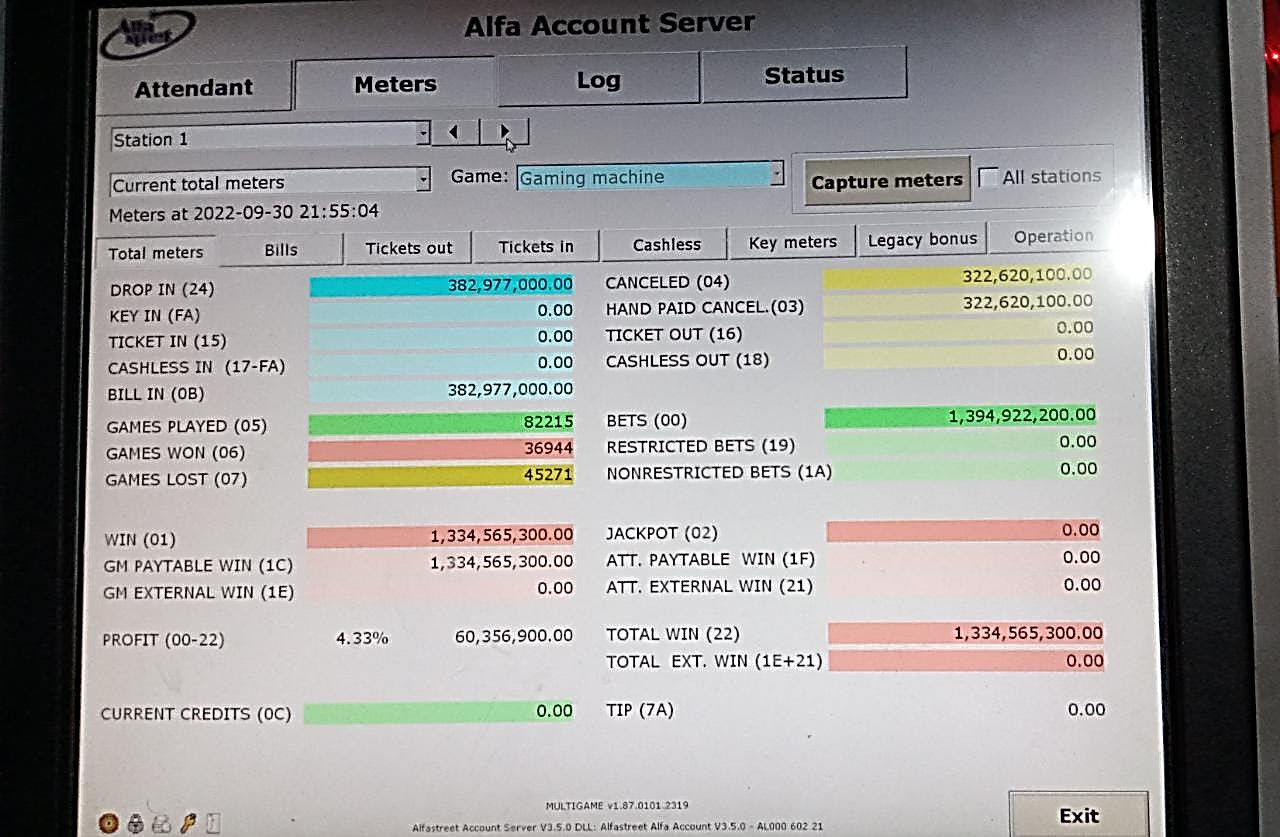 Alfa Street
Alfa Account Server
Attendant Meters Log Status
Station 1
Current total meters Game: Gaming machine Capture meters All stations
Meters at 2022-09-30 21:55:04
Total meters Bills Tickets out Tickets in Cashless Key meters Legacy bonus Operation
DROP IN (24) 382,977,000.00 CANCELED (04) 322,620,100.00
KEY IN (FA) 0.00 HAND PAID CANCEL.(03) 322,620,100.00
TICKET IN (15) 0.00 TICKET OUT (16) 0.00
CASHLESS IN (17-FA) 0.00 CASHLESS OUT (18) 0.00
BILL IN (0B) 382,977,000.00
GAMES PLAYED (05) 82215 BETS (00) 1,394,922,200.00
GAMES WON (06) 36944 RESTRICTED BETS (19) 0.00
GAMES LOST (07) 45271 NONRESTRICTED BETS (1A) 0.00
WIN (01) 1,334,565,300.00 JACKPOT (02) 0.00
GM PAYTABLE WIN (1C) 1,334,565,300.00 ATT. PAYTABLE WIN (1F) 0.00
GM EXTERNAL WIN (1E) 0.00 ATT. EXTERNAL WIN (21) 0.00
PROFIT (00-22) 4.33% 60,356,900.00 TOTAL WIN (22) 1,334,565,300.00
TOTAL EXT. WIN (1E+21) 0.00
CURRENT CREDITS (0C) 0.00 TIP (7A) 0.00
MULTIGAME v1.87.0101.2319
Alfastreet Account Server V3.5.0 DLL: Alfastreet Alfa Account V3.5.0 - AL000 602 21
Exit